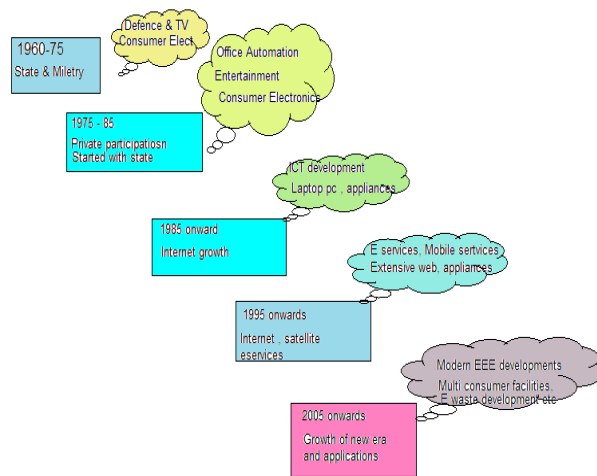 Defence & TV
Consumer Elect.
1960-75
State & Miletry
Office Automation
Entertainment
Consumer Electronics
1975 - 85
Private participatiosn
Started with state
ICT development
Laptop pc , appliances
1985 onward
Internet growth
E services, Mobile sertvices
Extensive web, appliances
1995 onwards
Internet , satellite
eservices
Modern EEE developments
Multi consumer facilities,
E waste development etc
2005 onwards
Growth of new era
and applications